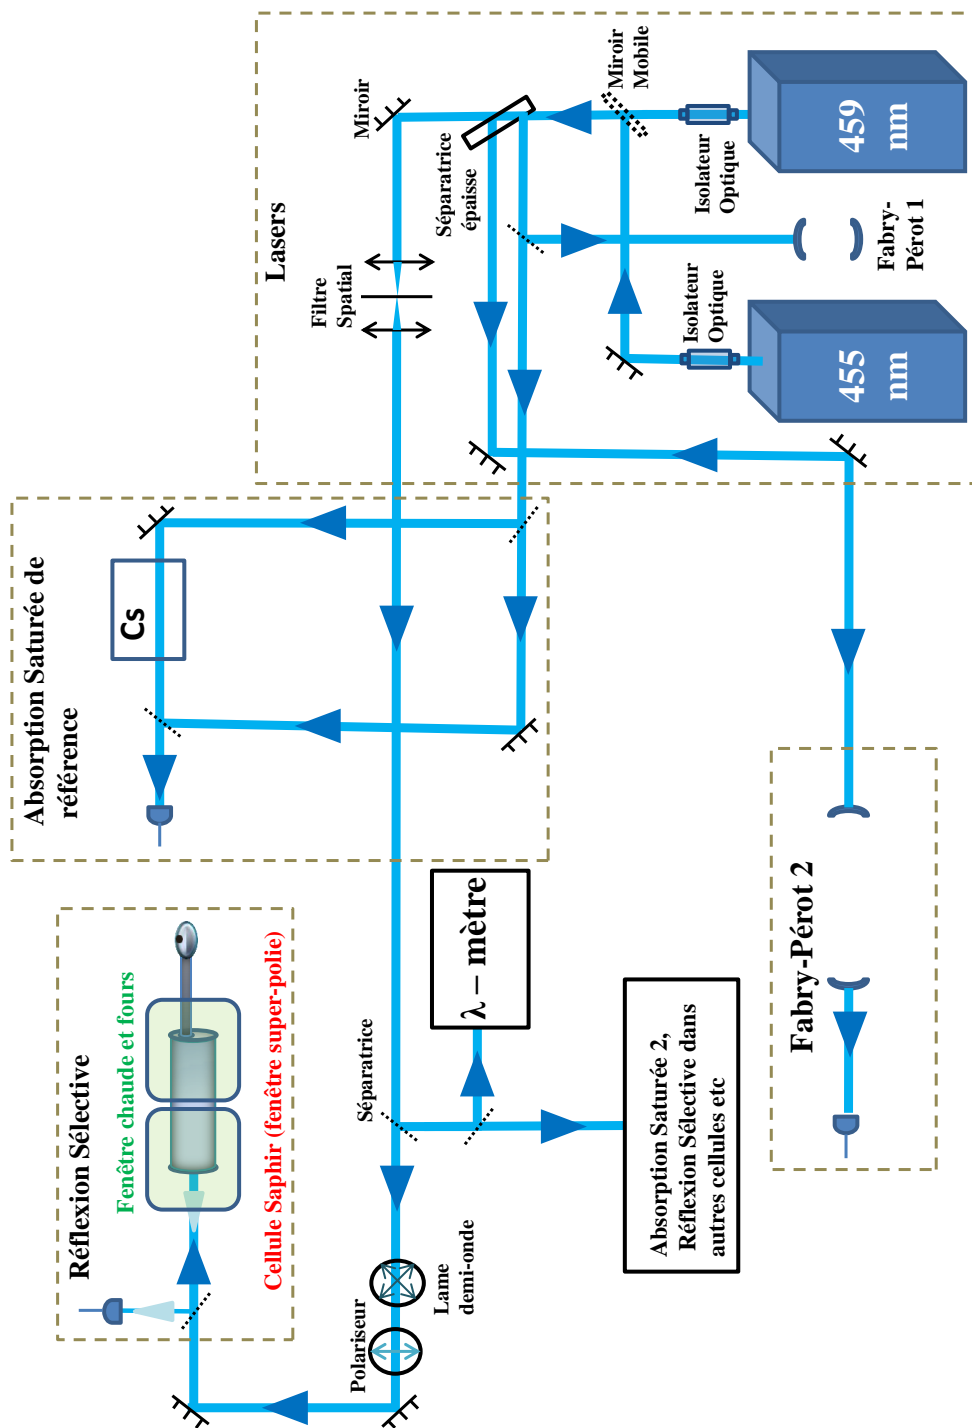 Réflexion Sélective
Fenêtre chaude et fours
Cellule Saphir (fenêtre super-polie)
Absorption Saturée de
référence
Cs
Lasers
Miroir
Filtre
Spatial
Séparatrice
épaisse
Miroir
Mobile
Isolateur
Optique
459
nm
Fabry-
Pérot 1
Isolateur
Optique
455
nm
Polariseur
Lame
demi-onde
Séparatrice
λ – mètre
Absorption Saturée 2,
Réflexion Sélective dans
autres cellules etc
Fabry-Pérot 2